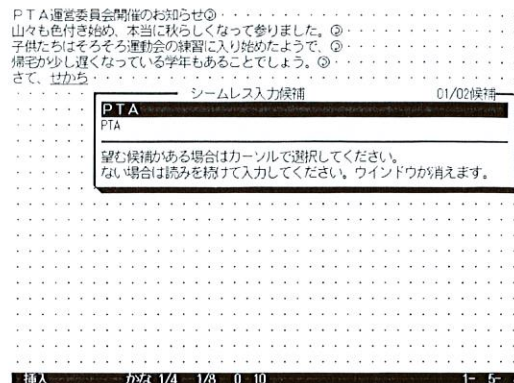 ＰＴＡ運営委員会開催のお知らせ
山々も色付き始め、本当に秋らしくなって参りました。
子供たちはそろそろ運動会の練習に入り始めたようで、
帰宅が少し遅くなっている学年もあることでしょう。
さて、せかち
シームレス入力候補 01/02候補
ＰＴＡ
PTA
望む候補がある場合はカーソルで選択してください。
ない場合は読みを続けて入力してください。ウインドウが消えます。
挿入 かな 1/4 1/8 0 10 1- 5-